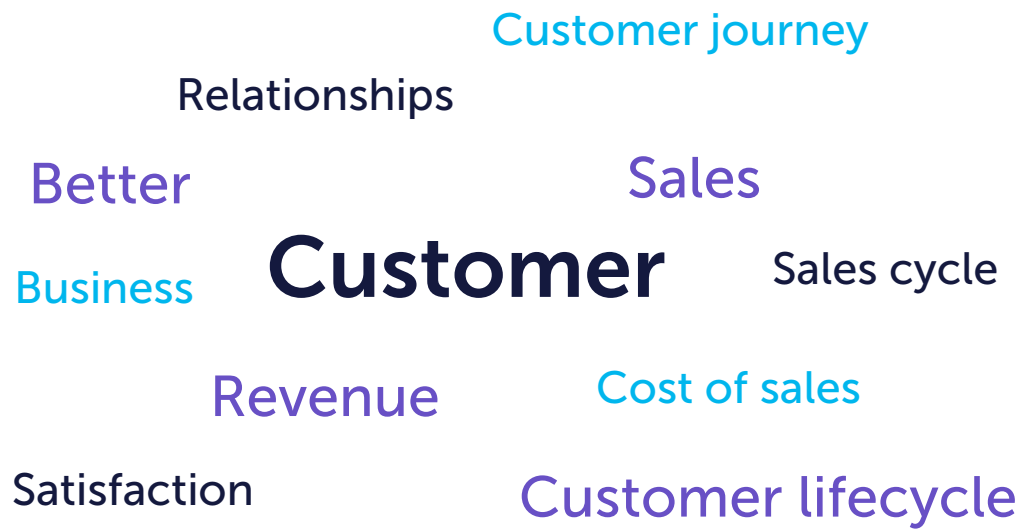 Customer journey
Relationships
Better
Sales
Customer
Sales cycle
Business
Revenue
Cost of sales
Satisfaction
Customer lifecycle